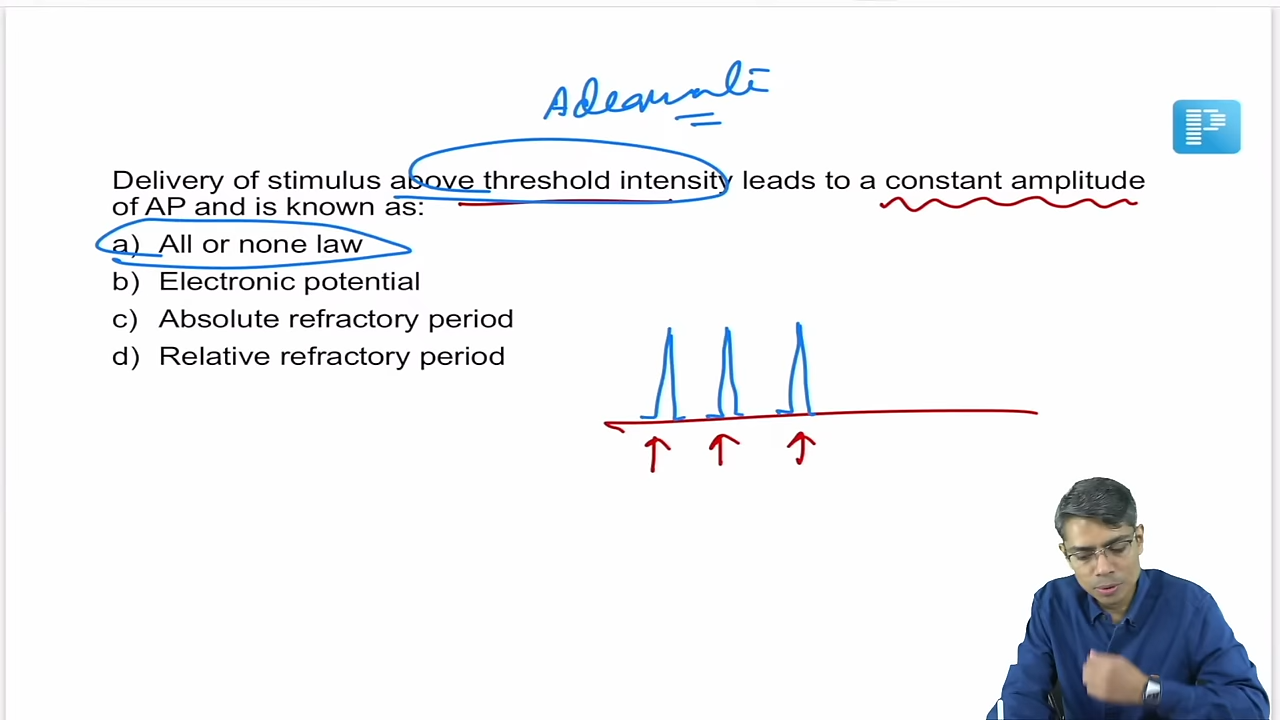 Adequate
Delivery of stimulus above threshold intensity leads to a constant amplitude
of AP and is known as:
a) All or none law
b) Electronic potential
c) Absolute refractory period
d) Relative refractory period